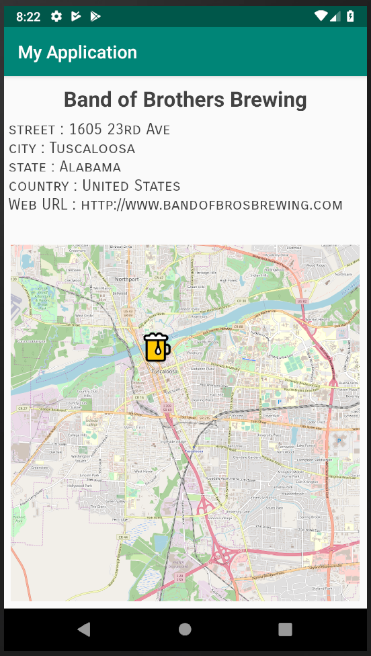 8:22
My Application
Band of Brothers Brewing
street : 1605 23rd Ave
city : Tuscaloosa
state : Alabama
country : United States
Web URL : http://www.bandofbrosbrewing.com
Northport
Tuscaloosa